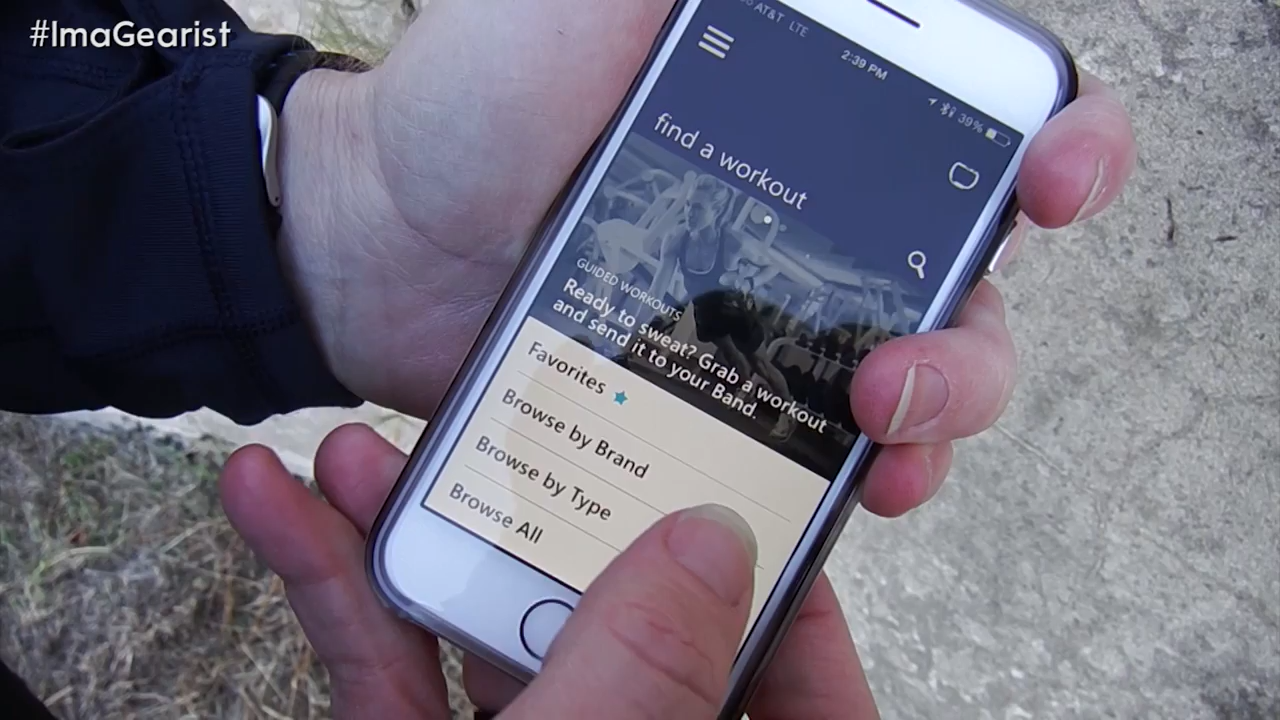 #ImaGearist
AT&T LTE
2:39 PM
39%
find a workout
GUIDED WORKOUTS
Ready to sweat? Grab a workout
and send it to your Band.
Favorites
Browse by Brand
Browse by Type
Browse All